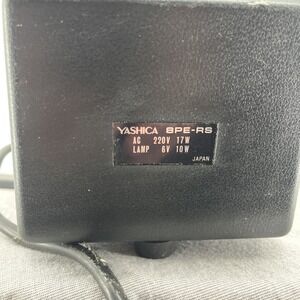 YASHICA 8PE-RS
AC 220V 17W
LAMP 6V 10W
JAPAN